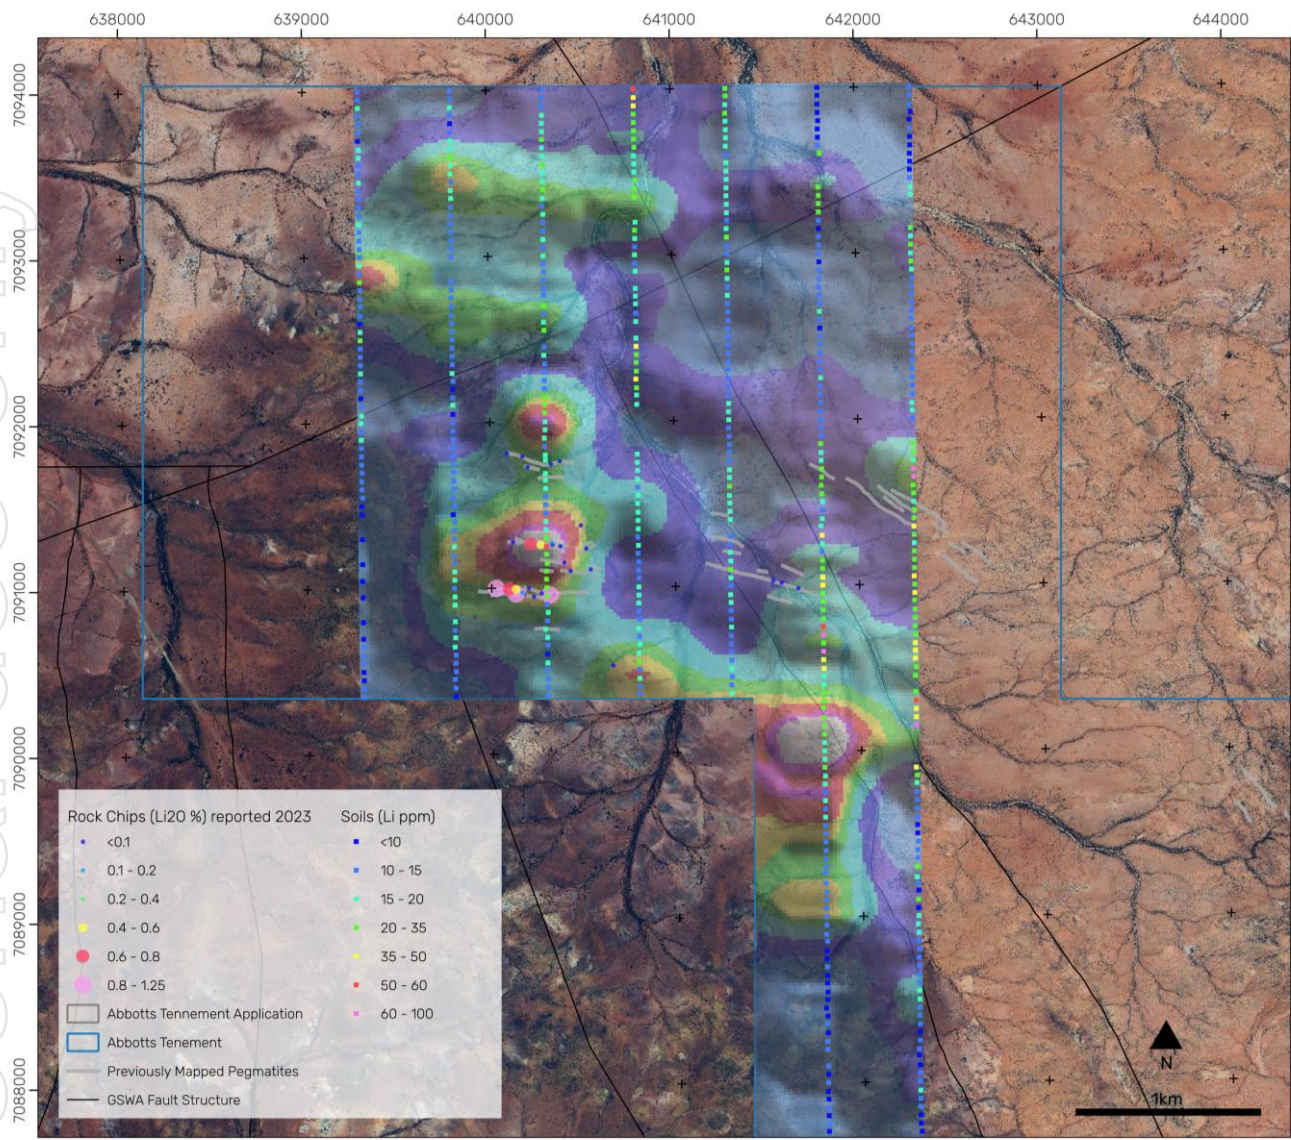 638000 639000 640000 641000 642000 643000 644000
7094000
7093000
7092000
7091000
7090000
7089000
7088000
Rock Chips (Li2O %) reported 2023
<0.1
0.1 - 0.2
0.2 - 0.4
0.4 - 0.6
0.6 - 0.8
0.8 - 1.25
Abbotts Tennement Application
Abbotts Tenement
Previously Mapped Pegmatites
GSWA Fault Structure
Soils (Li ppm)
<10
10 - 15
15 - 20
20 - 35
35 - 50
50 - 60
60 - 100
N
1km